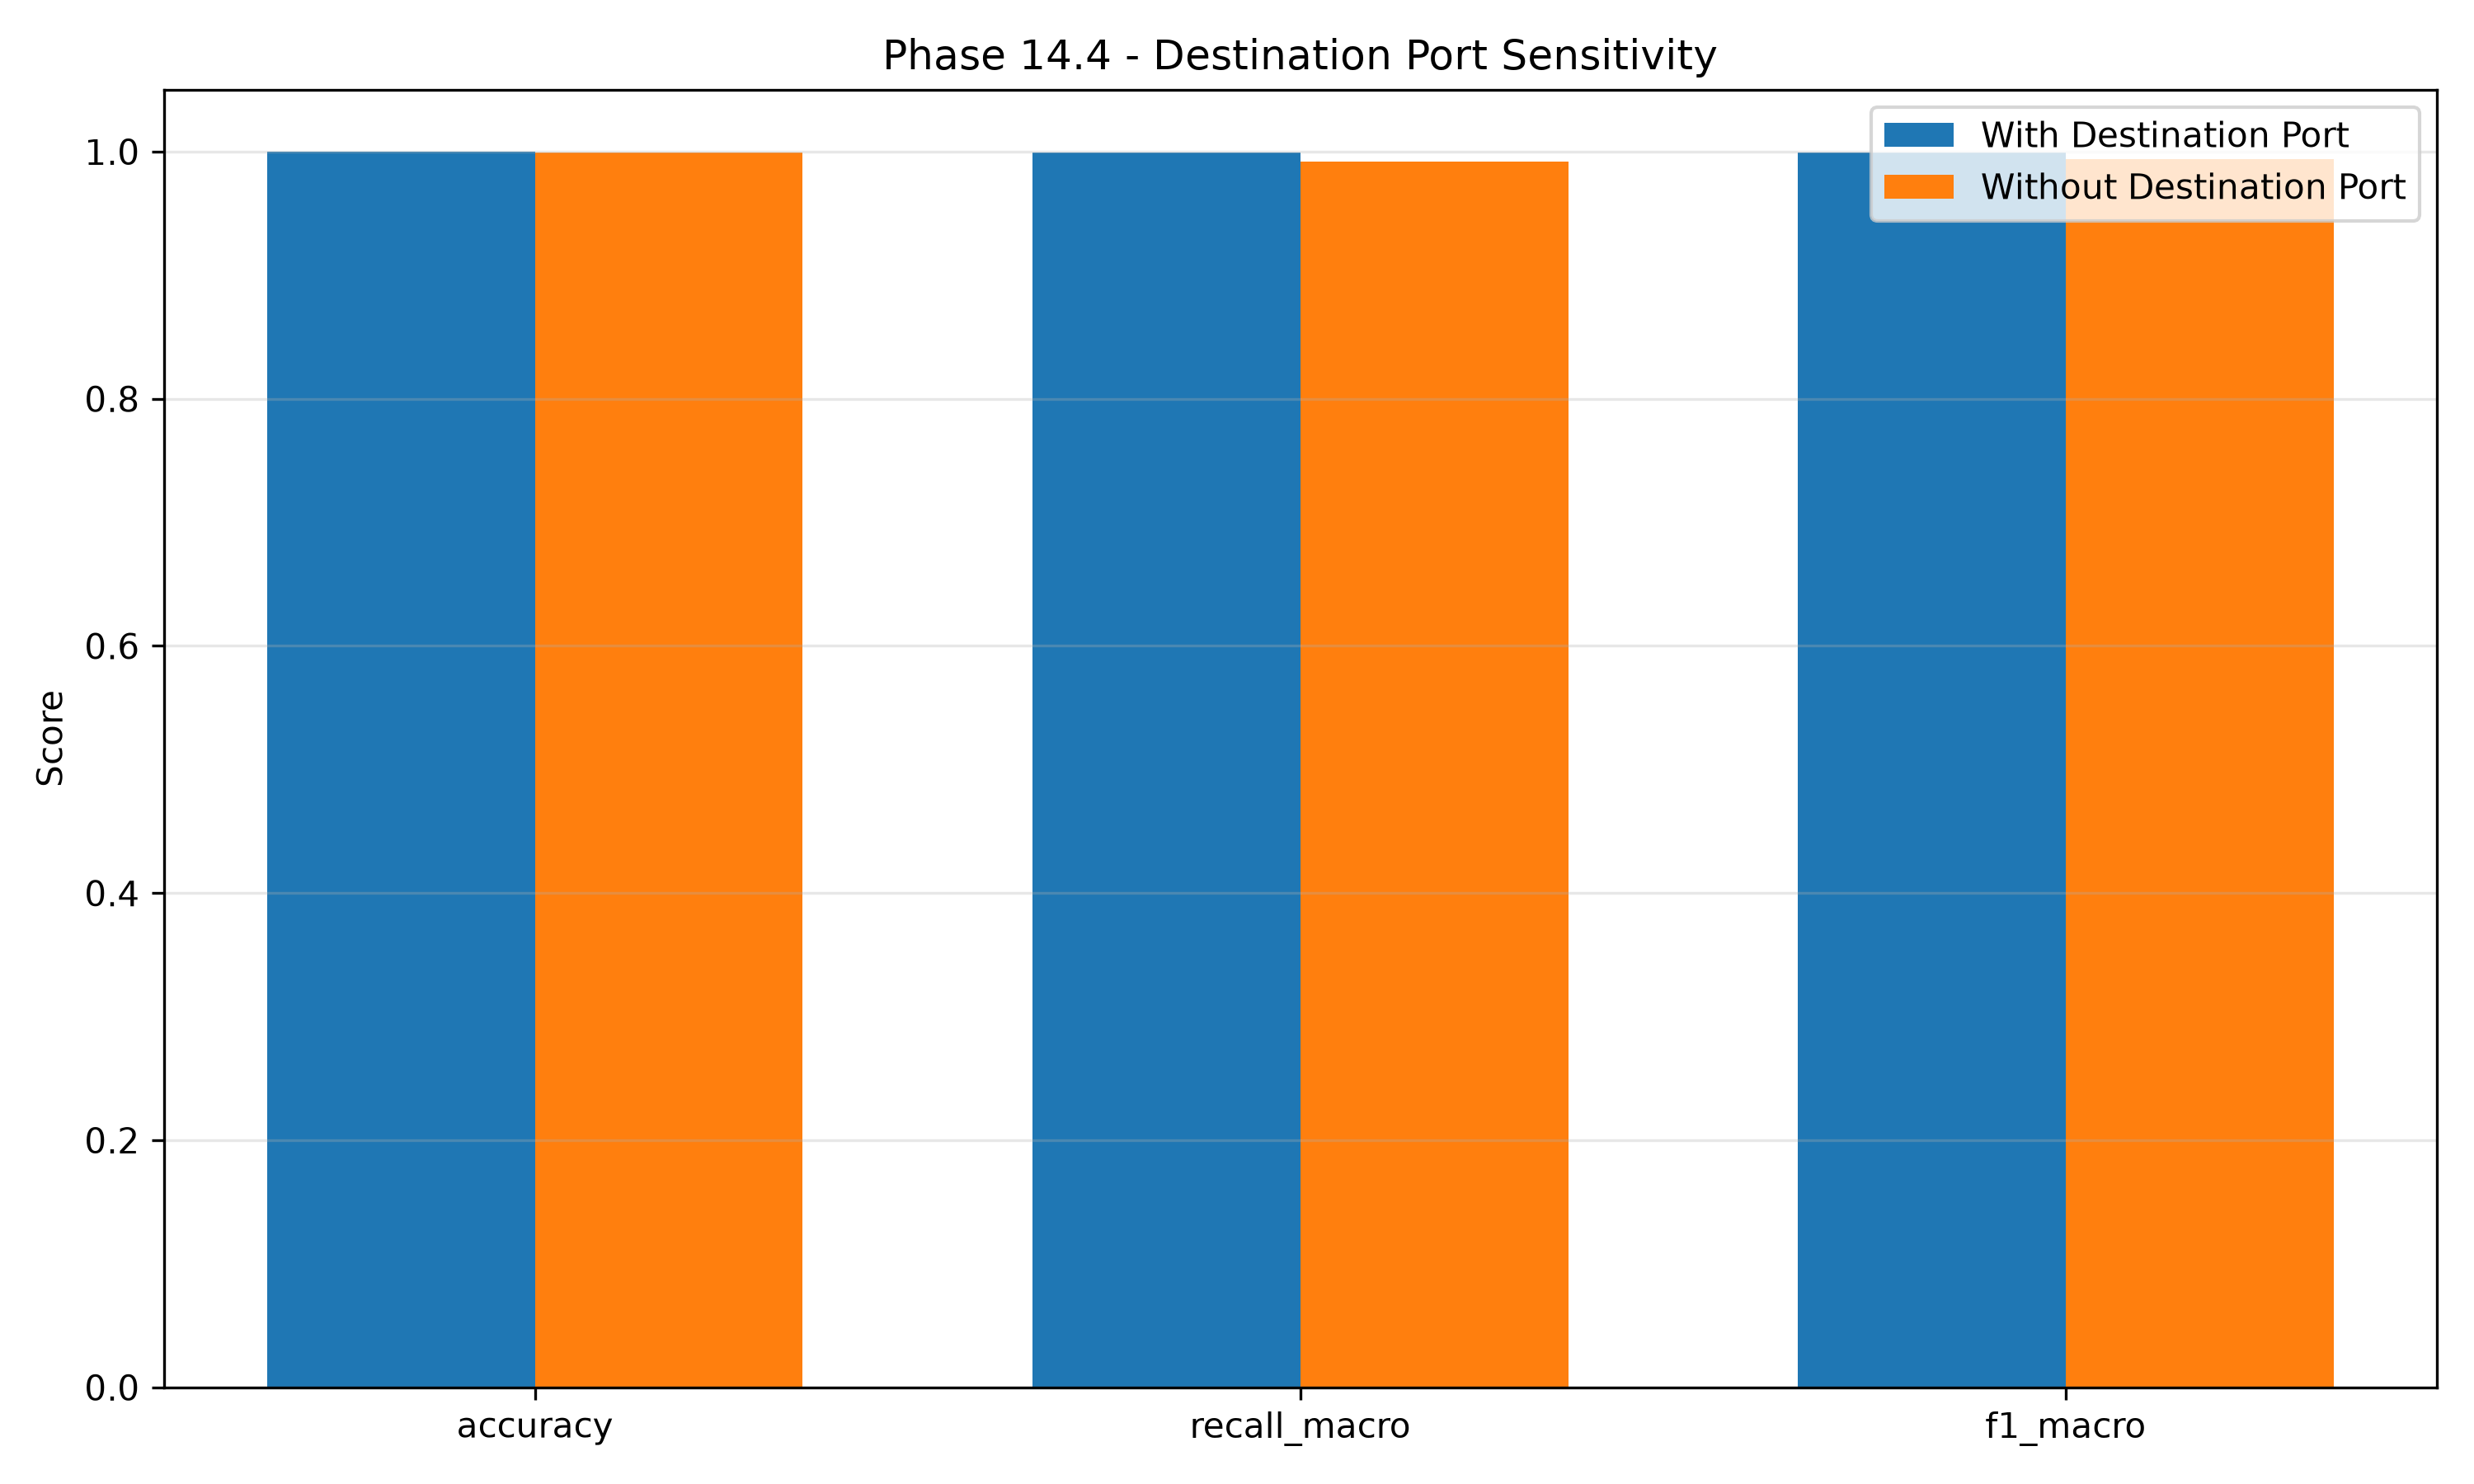 Phase 14.4 - Destination Port Sensitivity
With Destination Port
Without Destination Port
1.0
0.8
0.6
0.4
0.2
0.0
Score
accuracy
recall_macro
f1_macro